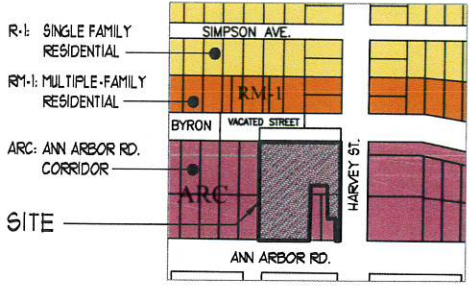 R-1: SINGLE FAMILY
RESIDENTIAL
SIMPSON AVE.
RM-1: MULTIPLE-FAMILY
RESIDENTIAL
RM-1
BYRON
VACATED STREET
ARC: ANN ARBOR RD.
CORRIDOR
ARC
HARVEY ST.
SITE
ANN ARBOR RD.